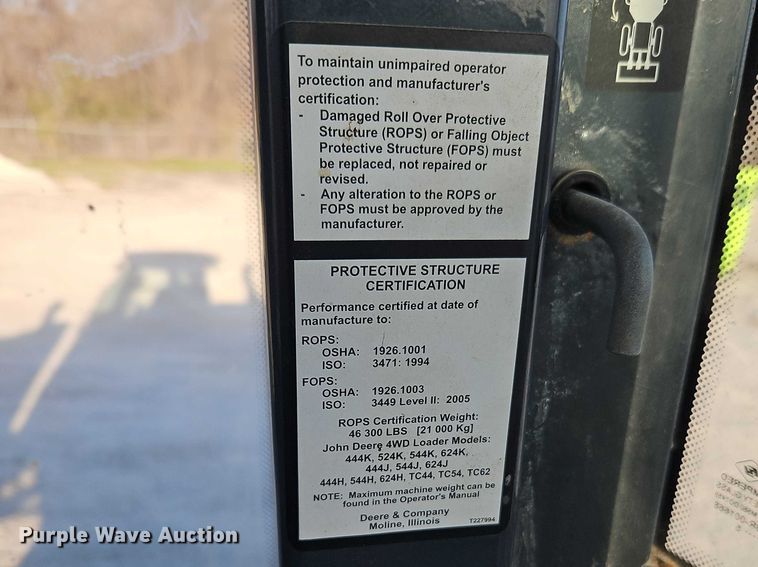 To maintain unimpaired operator
protection and manufacturer's
certification:
- Damaged Roll Over Protective
Structure (ROPS) or Falling Object
Protective Structure (FOPS) must
be replaced, not repaired or
revised.
- Any alteration to the ROPS or
FOPS must be approved by the
manufacturer.
PROTECTIVE STRUCTURE
CERTIFICATION
Performance certified at date of
manufacture to:
ROPS:
OSHA: 1926.1001
ISO: 3471: 1994
FOPS:
OSHA: 1926.1003
ISO: 3449 Level II: 2005
ROPS Certification Weight:
46 300 LBS [21 000 Kg]
John Deere 4WD Loader Models:
444K, 524K, 544K, 624K,
444J, 544J, 624J
444H, 544H, 624H, TC44, TC54, TC62
NOTE: Maximum machine weight can be
found in the Operator's Manual
Deere & Company
Moline, Illinois T227994
Purple Wave Auction